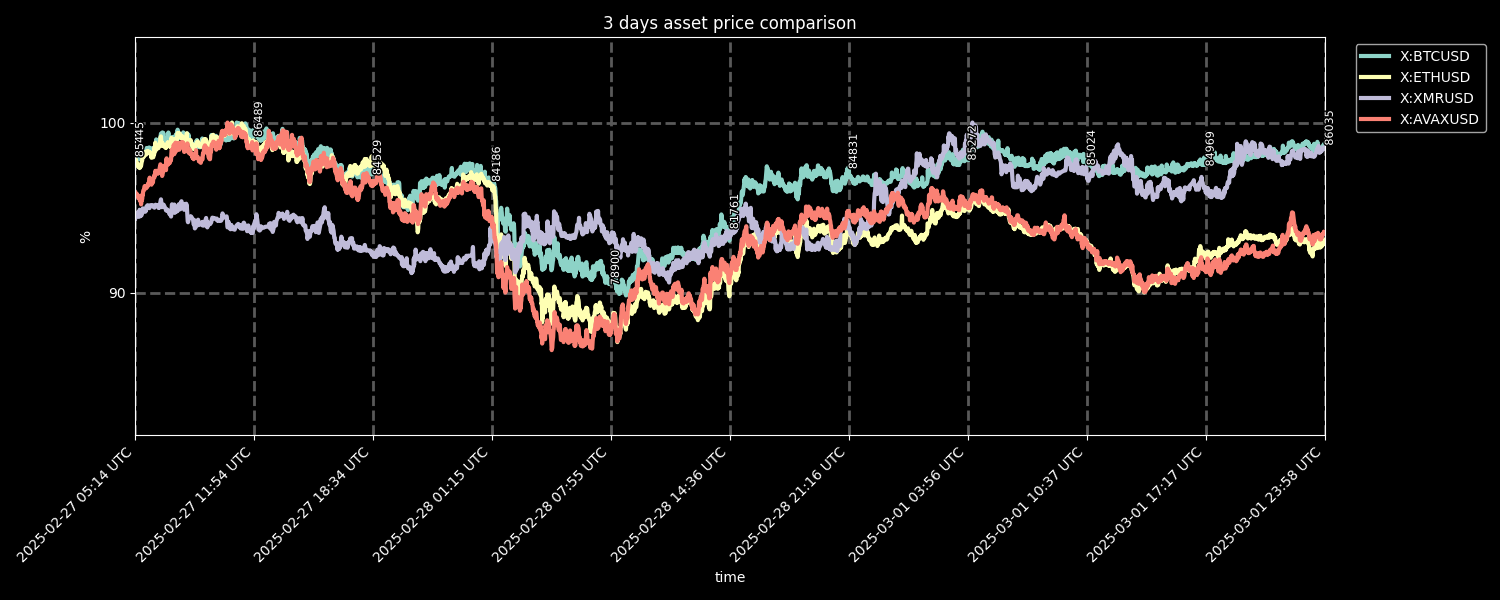 3 days asset price comparison
X:BTCUSD
X:ETHUSD
X:XMRUSD
X:AVAXUSD
100
90
%
85445
86489
84529
84186
78900
81761
84831
85272
85024
84969
86035
2025-02-27 05:14 UTC
2025-02-27 11:54 UTC
2025-02-27 18:34 UTC
2025-02-28 01:15 UTC
2025-02-28 07:55 UTC
2025-02-28 14:36 UTC
2025-02-28 21:16 UTC
2025-03-01 03:56 UTC
2025-03-01 10:37 UTC
2025-03-01 17:17 UTC
2025-03-01 23:58 UTC
time